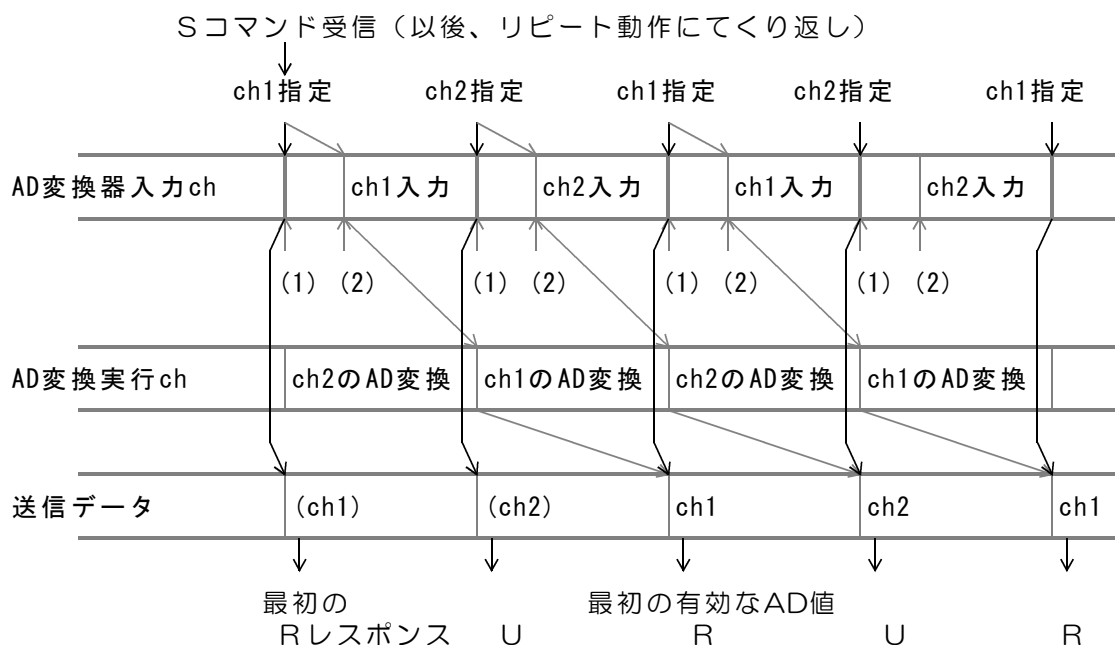 Sコマンド受信（以後、リピート動作にてくり返し）
ch1指定 ch2指定 ch1指定 ch2指定 ch1指定
AD変換器入力ch ch1入力 ch2入力 ch1入力 ch2入力
(1) (2) (1) (2) (1) (2) (1) (2)
AD変換実行ch ch2のAD変換 ch1のAD変換 ch2のAD変換 ch1のAD変換
送信データ (ch1) (ch2) ch1 ch2 ch1
最初の 最初の有効なAD値
Rレスポンス U R U R